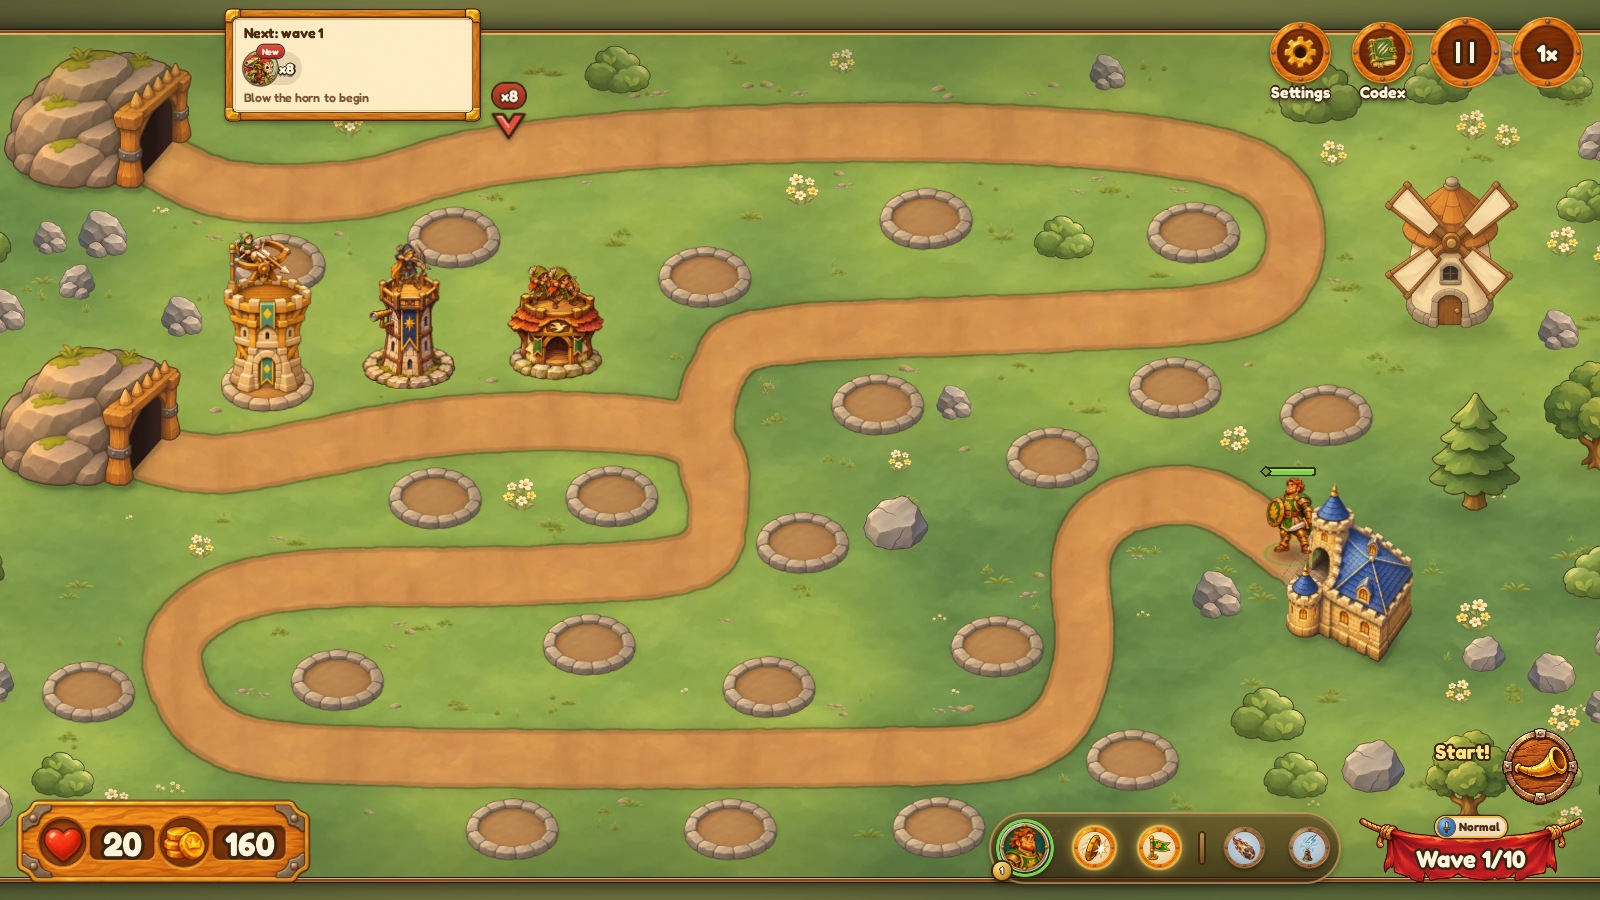 Next: wave 1
New
x8
Blow the horn to begin
x8
1x
Settings
Codex
Start!
20
160
1
Normal
Wave 1/10